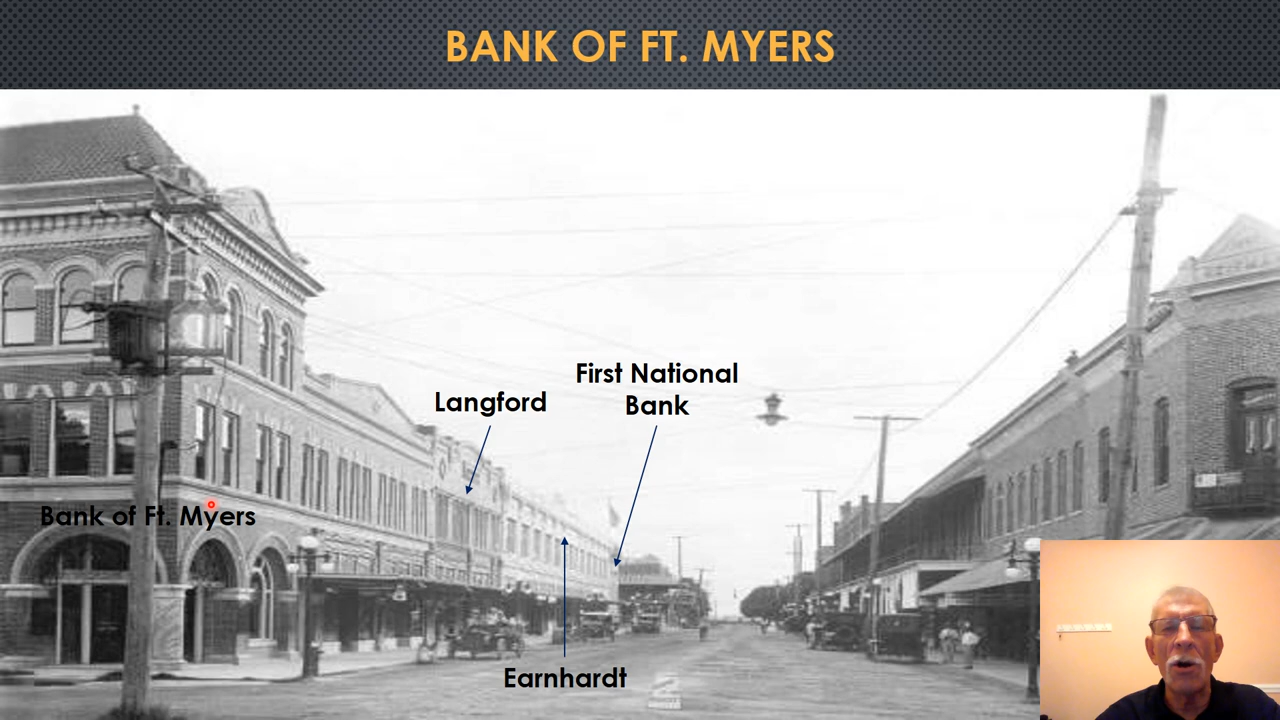 BANK OF FT. MYERS
First National
Bank
Langford
Bank of Ft. Myers
Earnhardt